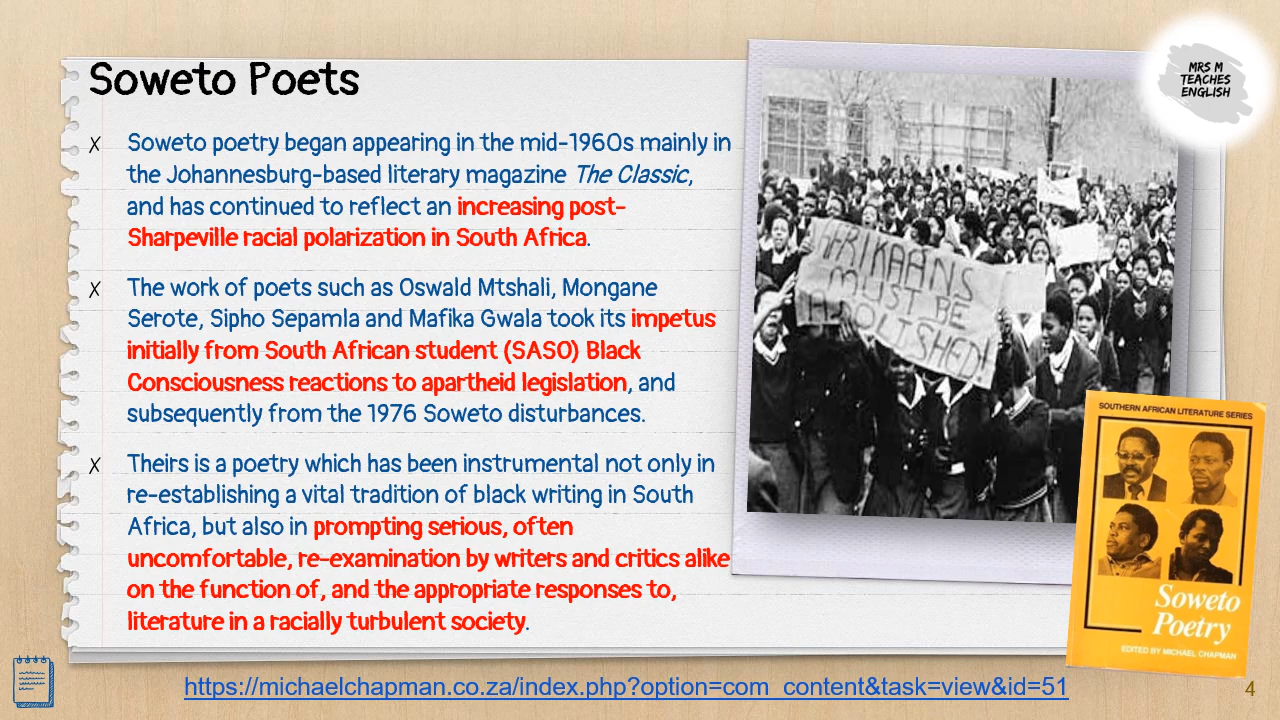 Soweto Poets
MRS M
TEACHES
ENGLISH
Soweto poetry began appearing in the mid-1960s mainly in
the Johannesburg-based literary magazine The Classic,
and has continued to reflect an increasing post-
Sharpeville racial polarization in South Africa.
The work of poets such as Oswald Mtshali, Mongane
Serote, Sipho Sepamla and Mafika Gwala took its impetus
initially from South African student (SASO) Black
Consciousness reactions to apartheid legislation, and
subsequently from the 1976 Soweto disturbances.
Theirs is a poetry which has been instrumental not only in
re-establishing a vital tradition of black writing in South
Africa, but also in prompting serious, often
uncomfortable, re-examination by writers and critics alike
on the function of, and the appropriate responses to,
literature in a racially turbulent society.
AFRIKAANS
MUST BE
ABOLISHED!
SOUTHERN AFRICAN LITERATURE SERIES
Soweto
Poetry
EDITED BY MICHAEL CHAPMAN
https://michaelchapman.co.za/index.php?option=com_content&task=view&id=51
4